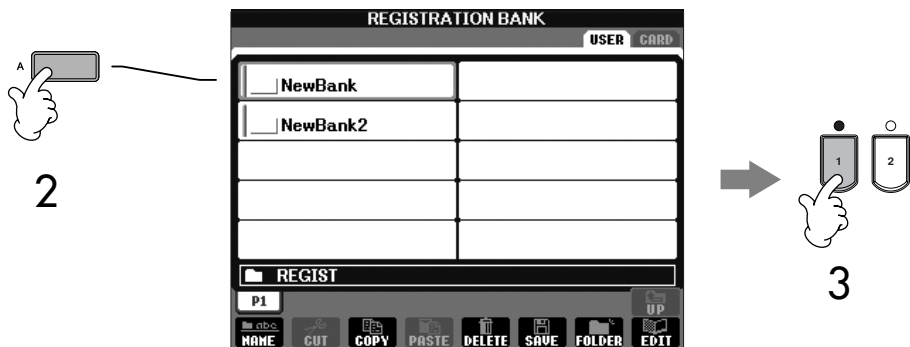 REGISTRATION BANK
USER CARD
A
NewBank
NewBank2
1 2
2
3
REGIST
P1
UP
abc
NAME CUT COPY PASTE DELETE SAVE FOLDER EDIT